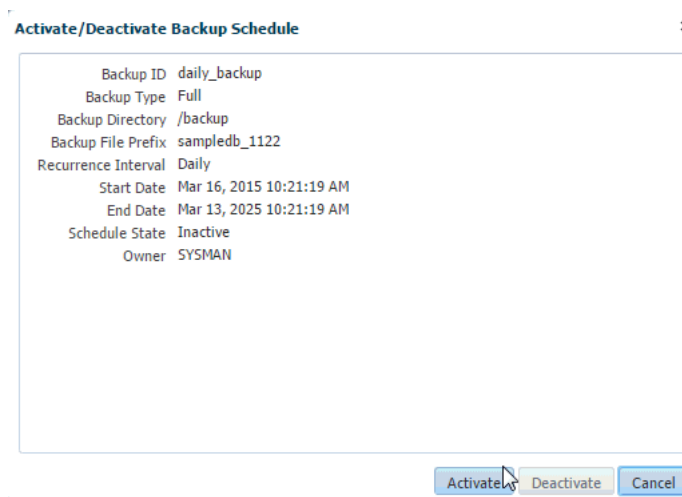 Activate/Deactivate Backup Schedule
Backup ID daily_backup
Backup Type Full
Backup Directory /backup
Backup File Prefix sampledb_1122
Recurrence Interval Daily
Start Date Mar 16, 2015 10:21:19 AM
End Date Mar 13, 2025 10:21:19 AM
Schedule State Inactive
Owner SYSMAN
Activate Deactivate Cancel